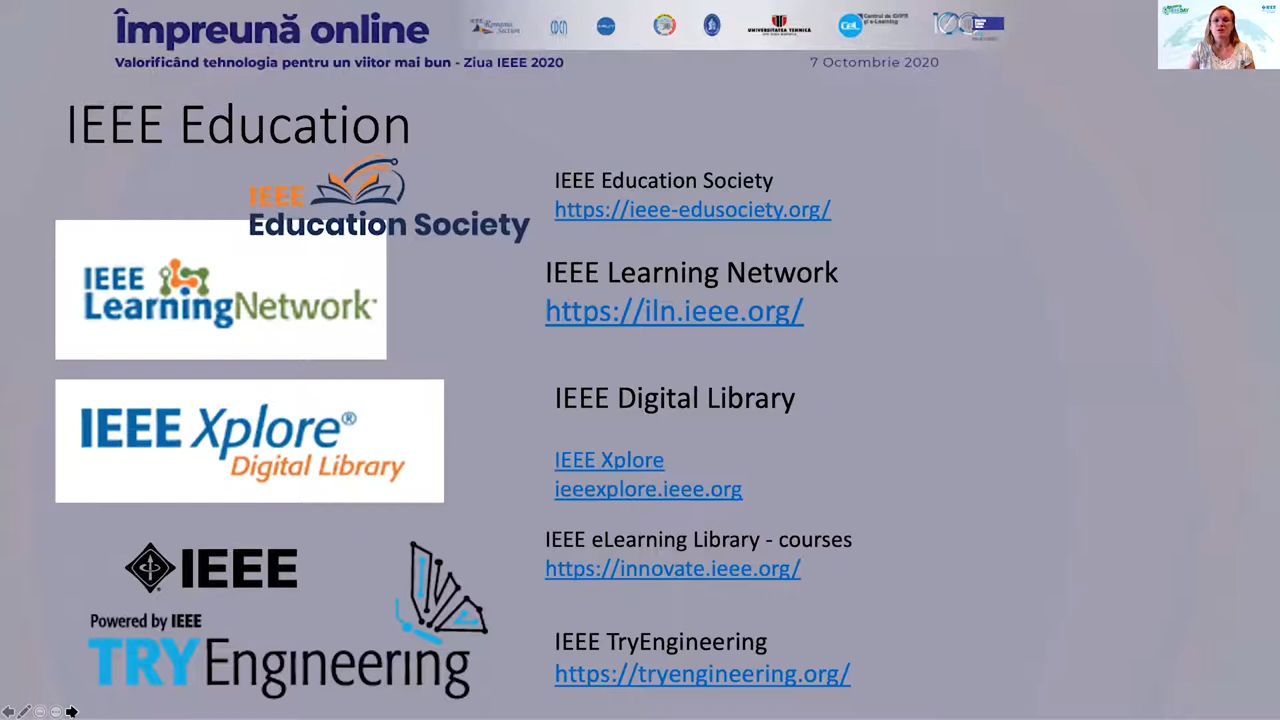 Împreună online
Valorificând tehnologia pentru un viitor mai bun - Ziua IEEE 2020
7 Octombrie 2020
UNIVERSITATEA TEHNICA
IEEE Education
IEEE
Education Society
IEEE Education Society
https://ieee-edusociety.org/
IEEE
LearningNetwork
IEEE Learning Network
https://iln.ieee.org/
IEEE Xplore®
Digital Library
IEEE Digital Library
IEEE Xplore
ieeexplore.ieee.org
IEEE eLearning Library - courses
https://innovate.ieee.org/
IEEE
Powered by IEEE
TRYEngineering
IEEE TryEngineering
https://tryengineering.org/